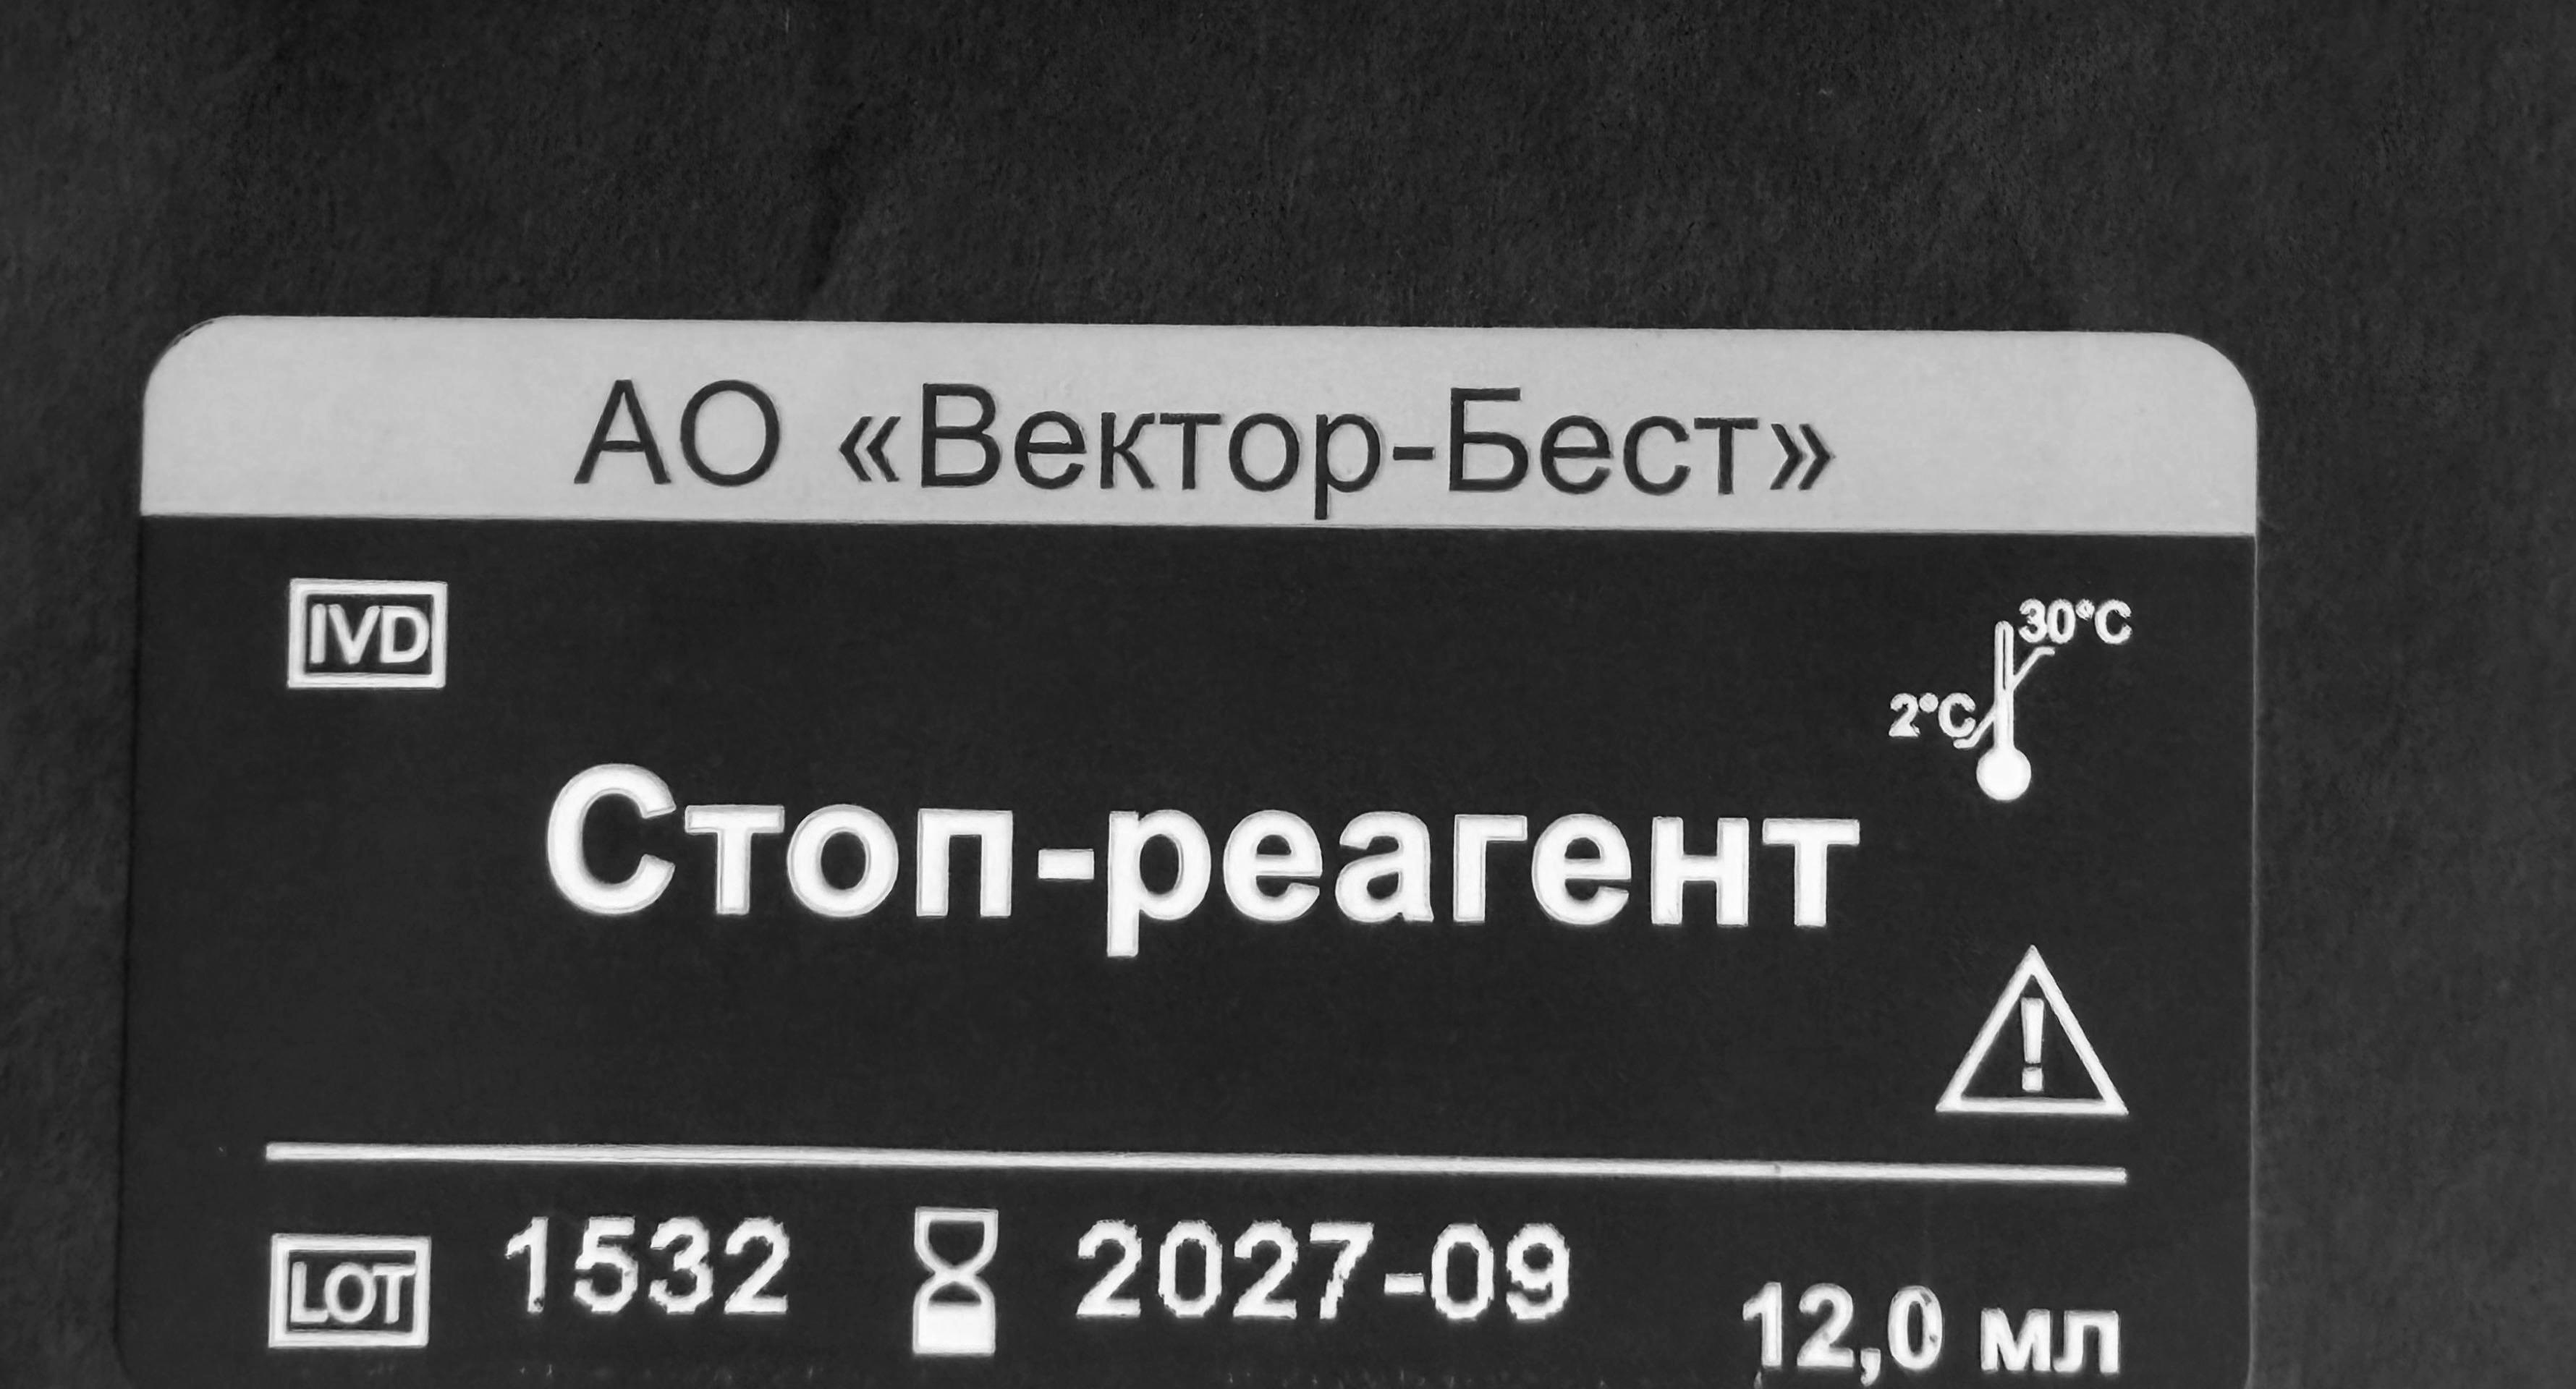 АО «Вектор-Бест»
IVD
30°C
2°C
Стоп-реагент
LOT 1532 2027-09 12,0 мл